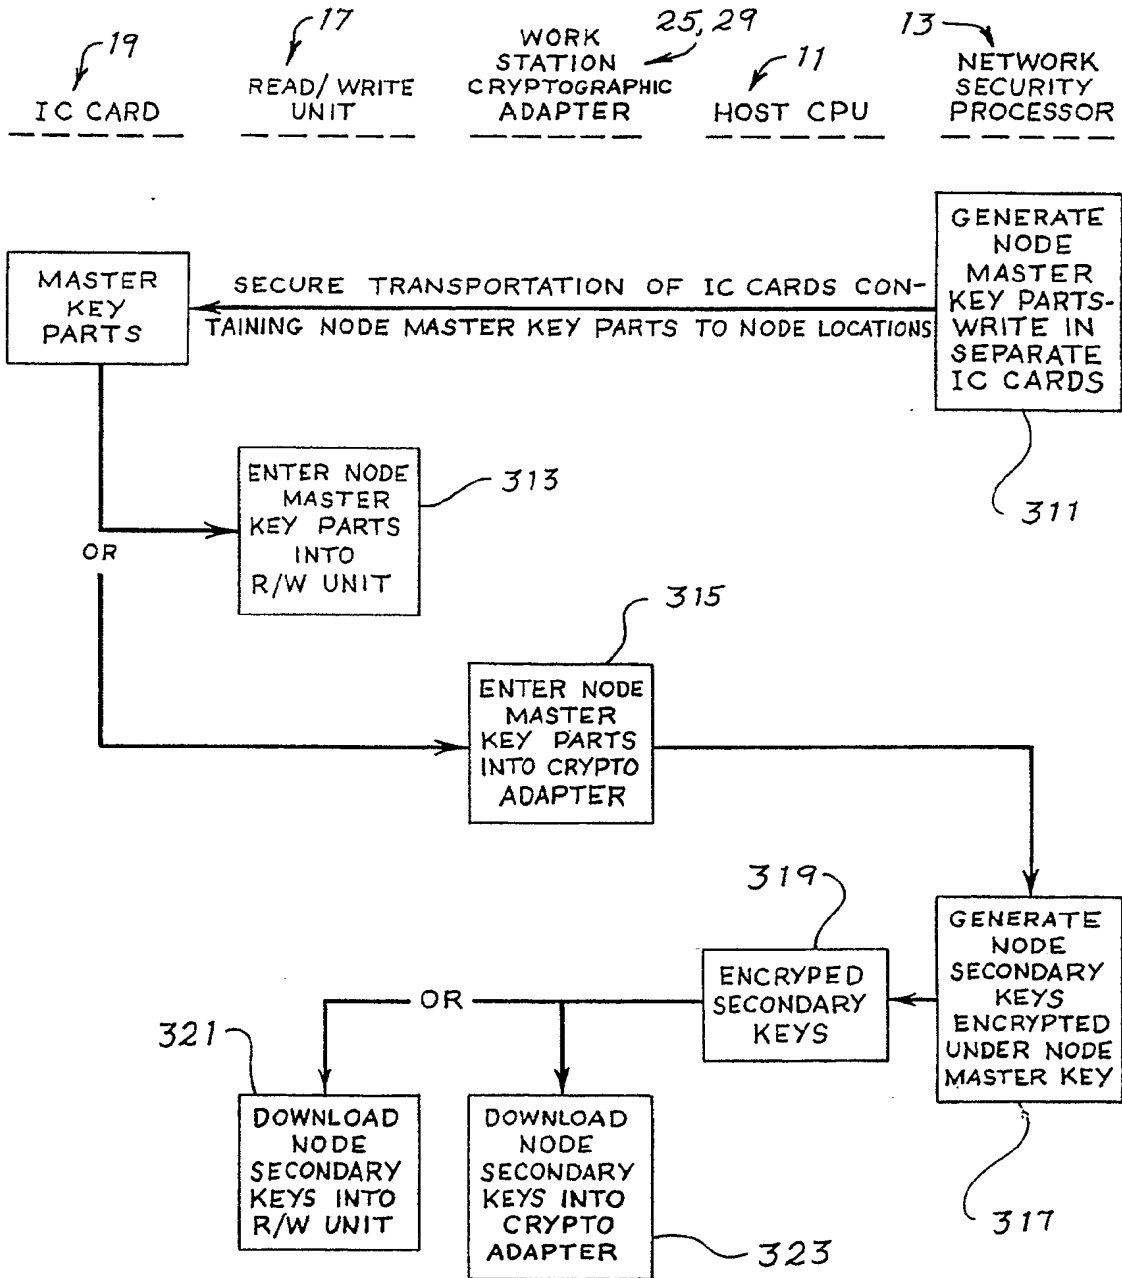 19
IC CARD
17
READ/WRITE
UNIT
25, 29
WORK
STATION
CRYPTOGRAPHIC
ADAPTER
11
HOST CPU
13
NETWORK
SECURITY
PROCESSOR
GENERATE
NODE
MASTER
KEY PARTS-
WRITE IN
SEPARATE
IC CARDS
311
SECURE TRANSPORTATION OF IC CARDS CON-
TAINING NODE MASTER KEY PARTS TO NODE LOCATIONS
MASTER
KEY
PARTS
OR
ENTER NODE
MASTER
KEY PARTS
INTO
R/W UNIT
313
315
ENTER NODE
MASTER
KEY PARTS
INTO CRYPTO
ADAPTER
GENERATE
NODE
SECONDARY
KEYS
ENCRYPTED
UNDER NODE
MASTER KEY
317
319
ENCRYPED
SECONDARY
KEYS
OR
321
DOWNLOAD
NODE
SECONDARY
KEYS INTO
R/W UNIT
DOWNLOAD
NODE
SECONDARY
KEYS INTO
CRYPTO
ADAPTER
323